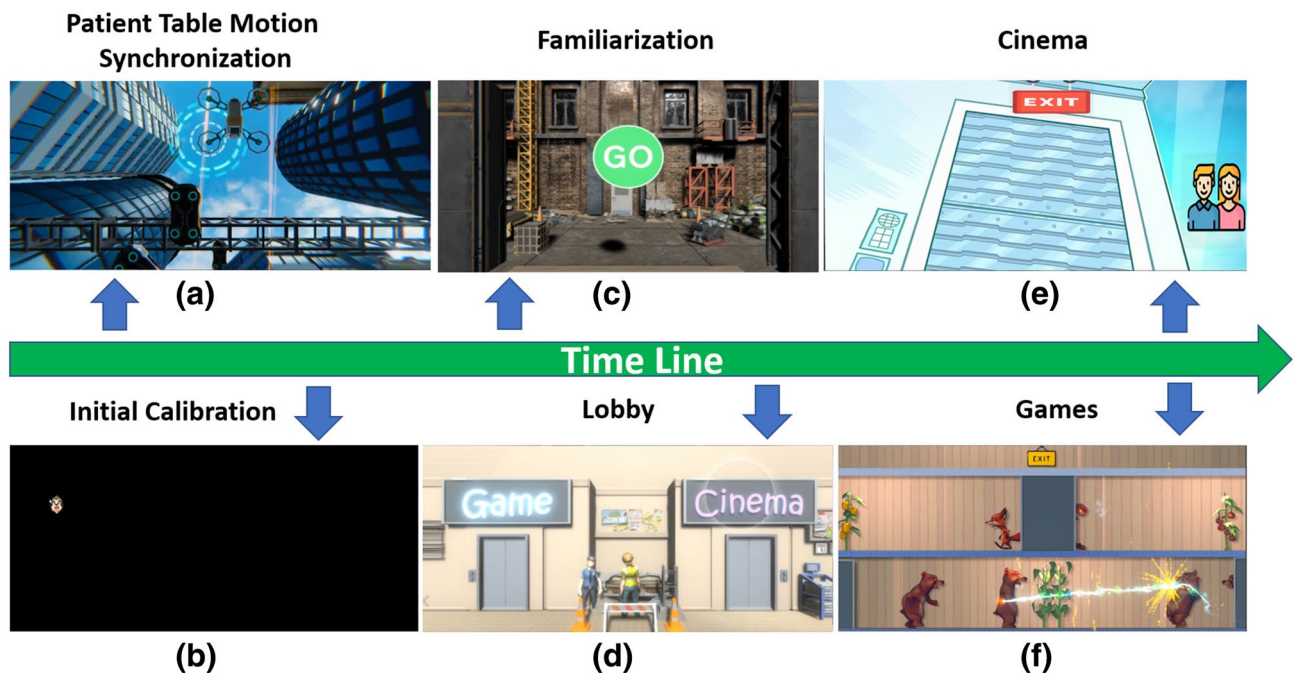 Patient Table Motion
Synchronization
Familiarization
Cinema
GO
EXIT
(a)
(c)
(e)
Time Line
Initial Calibration
Lobby
Games
Game
Cinema
EXIT
(b)
(d)
(f)